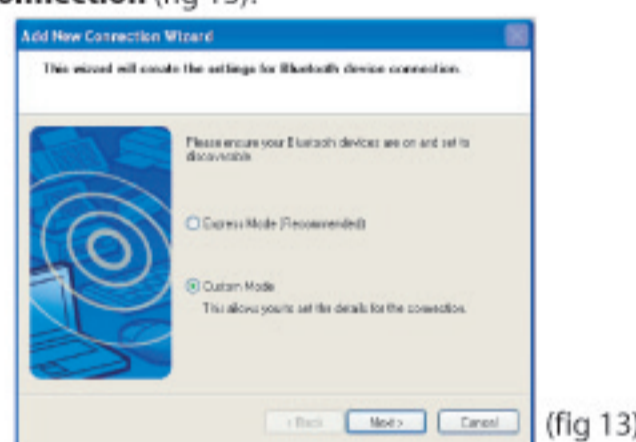 onnection (fig 13).
Add New Connection Wizard
This wizard will create the settings for Bluetooth device connection.
Please ensure your Bluetooth devices are on and set to
discoverable
Express Mode (Recommended)
Custom Mode
This allows you to set the details for the connection.
< Back Next > Cancel
(fig 13)